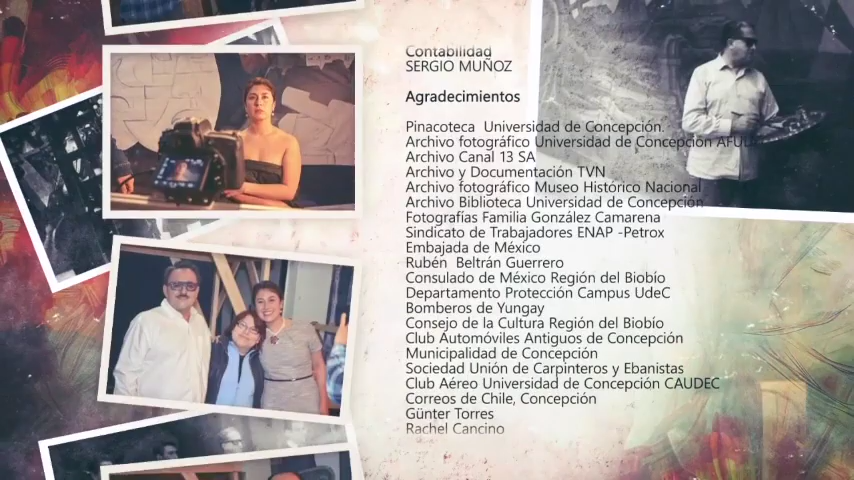 Contabilidad
SERGIO MUÑOZ
Agradecimientos
Pinacoteca Universidad de Concepción.
Archivo fotográfico Universidad de Concepción AFUDEC
Archivo Canal 13 SA
Archivo y Documentación TVN
Archivo fotográfico Museo Histórico Nacional
Archivo Biblioteca Universidad de Concepción
Fotografías Familia González Camarena
Sindicato de Trabajadores ENAP -Petrox
Embajada de México
Rubén Beltrán Guerrero
Consulado de México Región del Biobío
Departamento Protección Campus UdeC
Bomberos de Yungay
Consejo de la Cultura Región del Biobío
Club Automóviles Antiguos de Concepción
Municipalidad de Concepción
Sociedad Unión de Carpinteros y Ebanistas
Club Aéreo Universidad de Concepción CAUDEC
Correos de Chile, Concepción
Günter Torres
Rachel Cancino